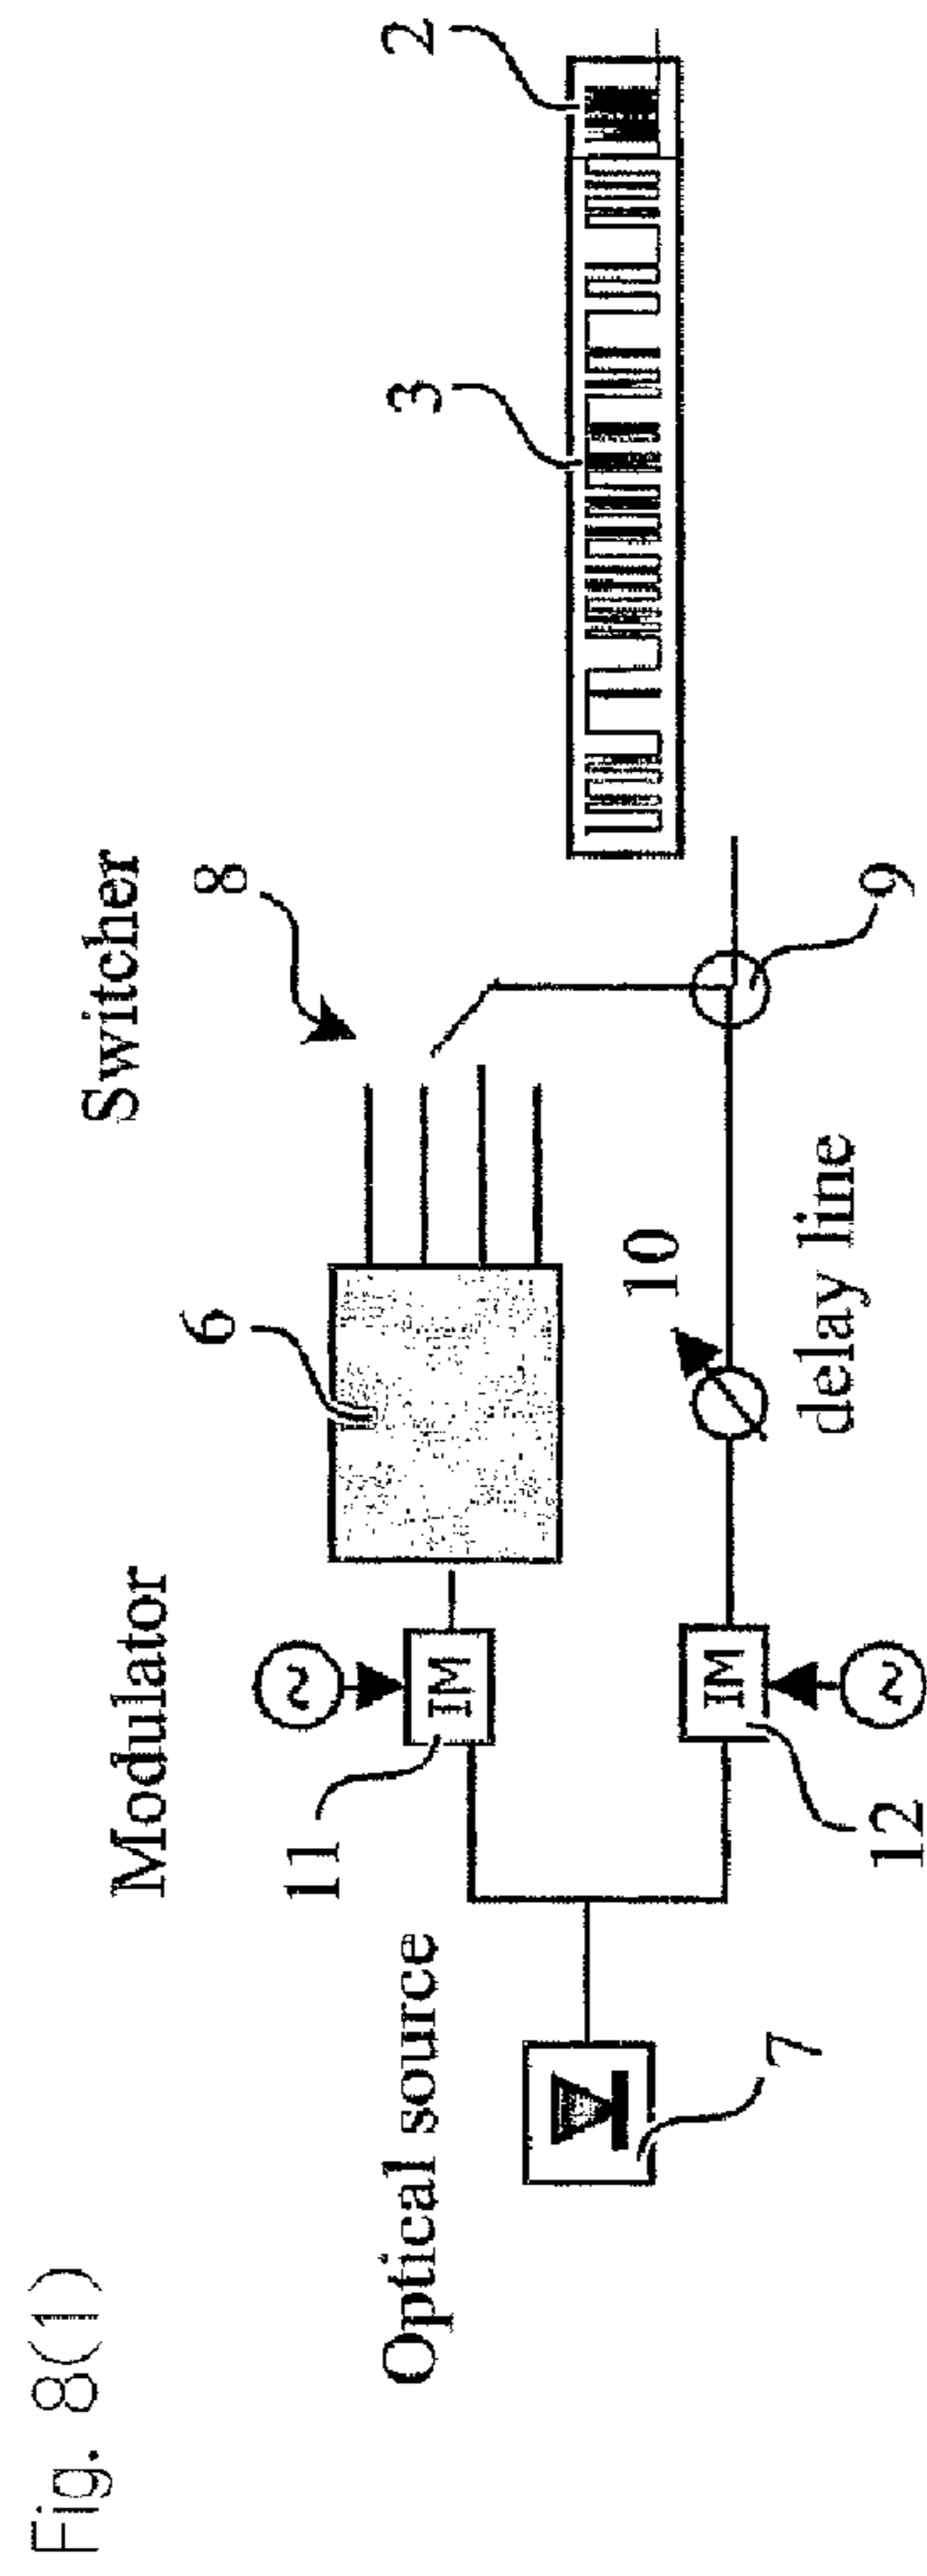 Fig. 8(1)
Optical source
Modulator
Switcher
7
11
IM
~
6
8
3
2
12
IM
~
10
delay line
9